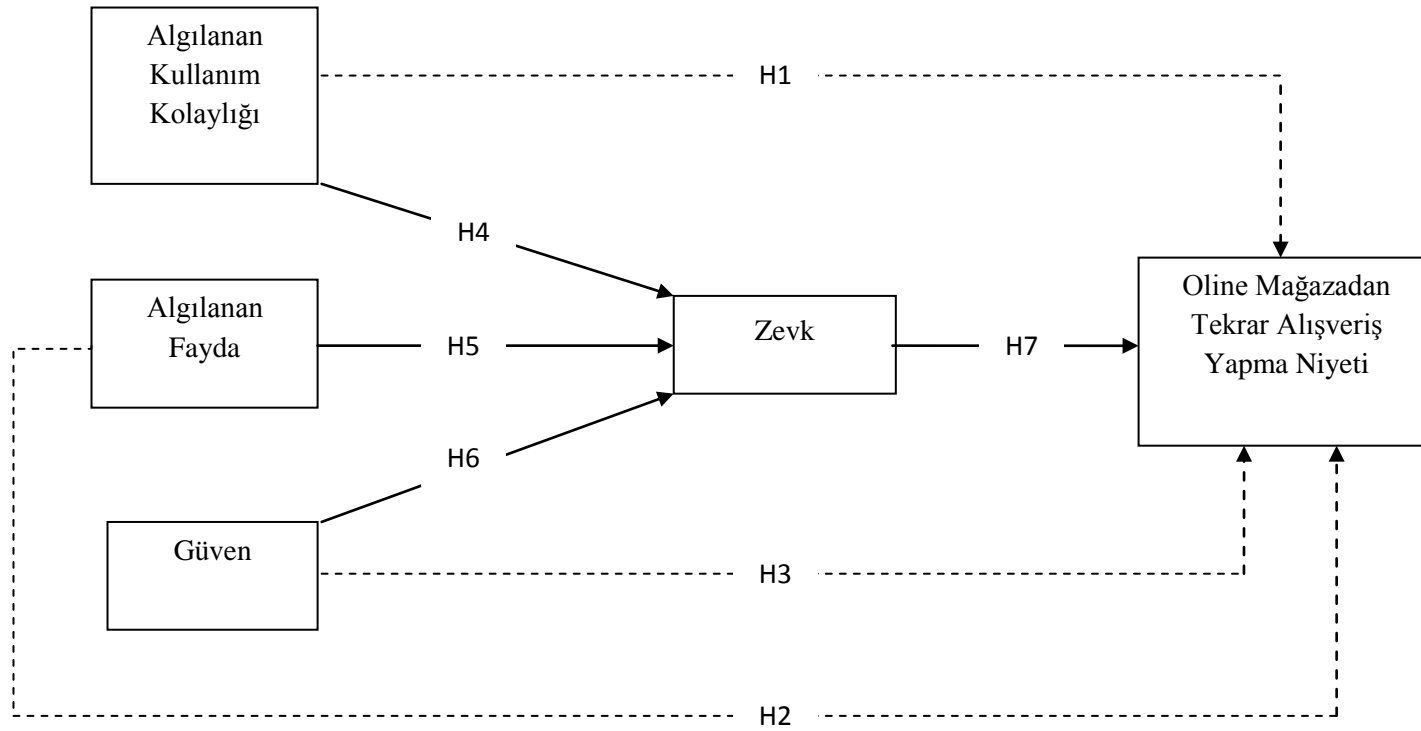 Algılanan
Kullanım
Kolaylığı
H1
H4
Algılanan
Fayda
H5
Zevk
H7
Oline Mağazadan
Tekrar Alışveriş
Yapma Niyeti
H6
Güven
H3
H2